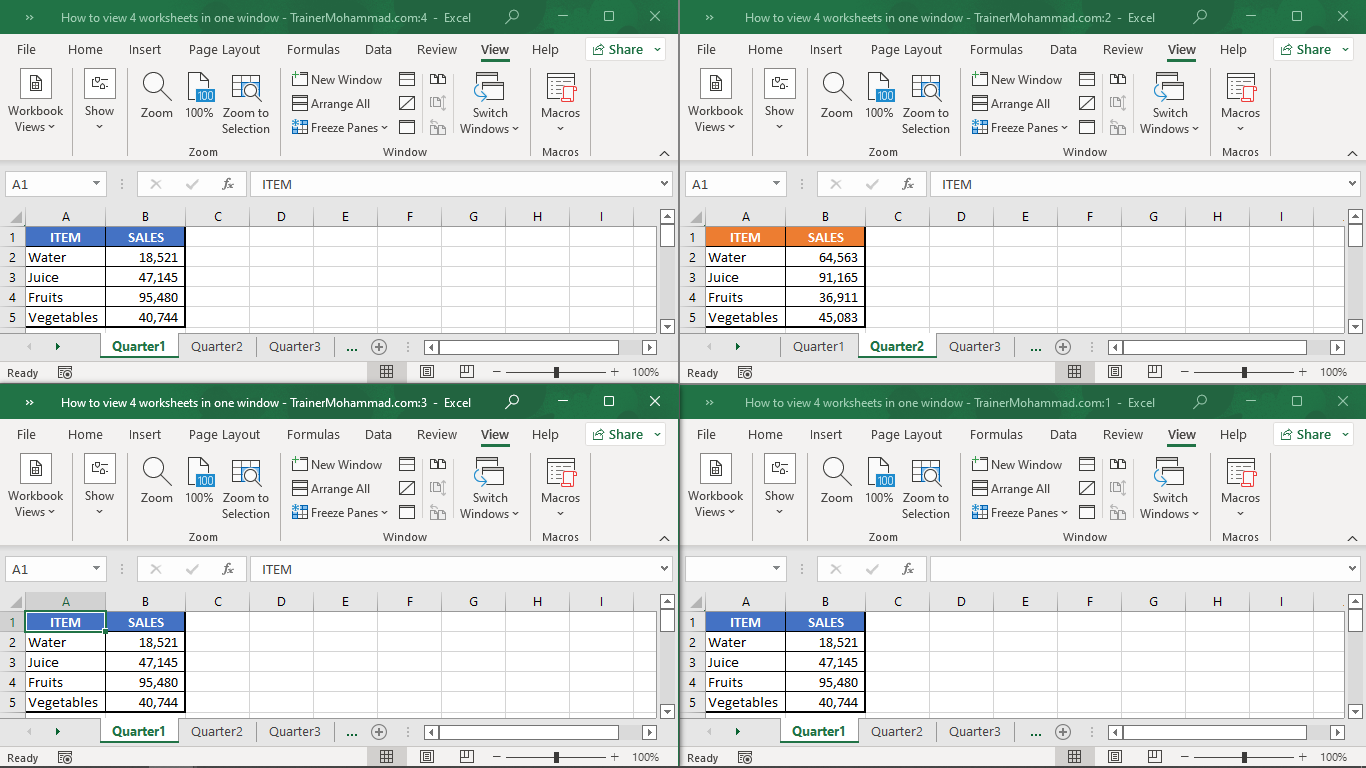 ›› How to view 4 worksheets in one window - TrainerMohammad.com:4 - Excel
File Home Insert Page Layout Formulas Data Review View Help Share
Workbook Views Show Zoom 100% Zoom to Selection New Window Arrange All Freeze Panes Switch Windows Macros
Zoom Window Macros
A1 fx ITEM
A B C D E F G H I
1 ITEM SALES
2 Water 18,521
3 Juice 47,145
4 Fruits 95,480
5 Vegetables 40,744
Quarter1 Quarter2 Quarter3 ...
Ready 100%
›› How to view 4 worksheets in one window - TrainerMohammad.com:2 - Excel
File Home Insert Page Layout Formulas Data Review View Help Share
Workbook Views Show Zoom 100% Zoom to Selection New Window Arrange All Freeze Panes Switch Windows Macros
Zoom Window Macros
A1 fx ITEM
A B C D E F G H I
1 ITEM SALES
2 Water 64,563
3 Juice 91,165
4 Fruits 36,911
5 Vegetables 45,083
Quarter1 Quarter2 Quarter3 ...
Ready 100%
›› How to view 4 worksheets in one window - TrainerMohammad.com:3 - Excel
File Home Insert Page Layout Formulas Data Review View Help Share
Workbook Views Show Zoom 100% Zoom to Selection New Window Arrange All Freeze Panes Switch Windows Macros
Zoom Window Macros
A1 fx ITEM
A B C D E F G H I
1 ITEM SALES
2 Water 18,521
3 Juice 47,145
4 Fruits 95,480
5 Vegetables 40,744
Quarter1 Quarter2 Quarter3 ...
Ready 100%
›› How to view 4 worksheets in one window - TrainerMohammad.com:1 - Excel
File Home Insert Page Layout Formulas Data Review View Help Share
Workbook Views Show Zoom 100% Zoom to Selection New Window Arrange All Freeze Panes Switch Windows Macros
Zoom Window Macros
fx
A B C D E F G H I
1 ITEM SALES
2 Water 18,521
3 Juice 47,145
4 Fruits 95,480
5 Vegetables 40,744
Quarter1 Quarter2 Quarter3 ...
Ready 100%